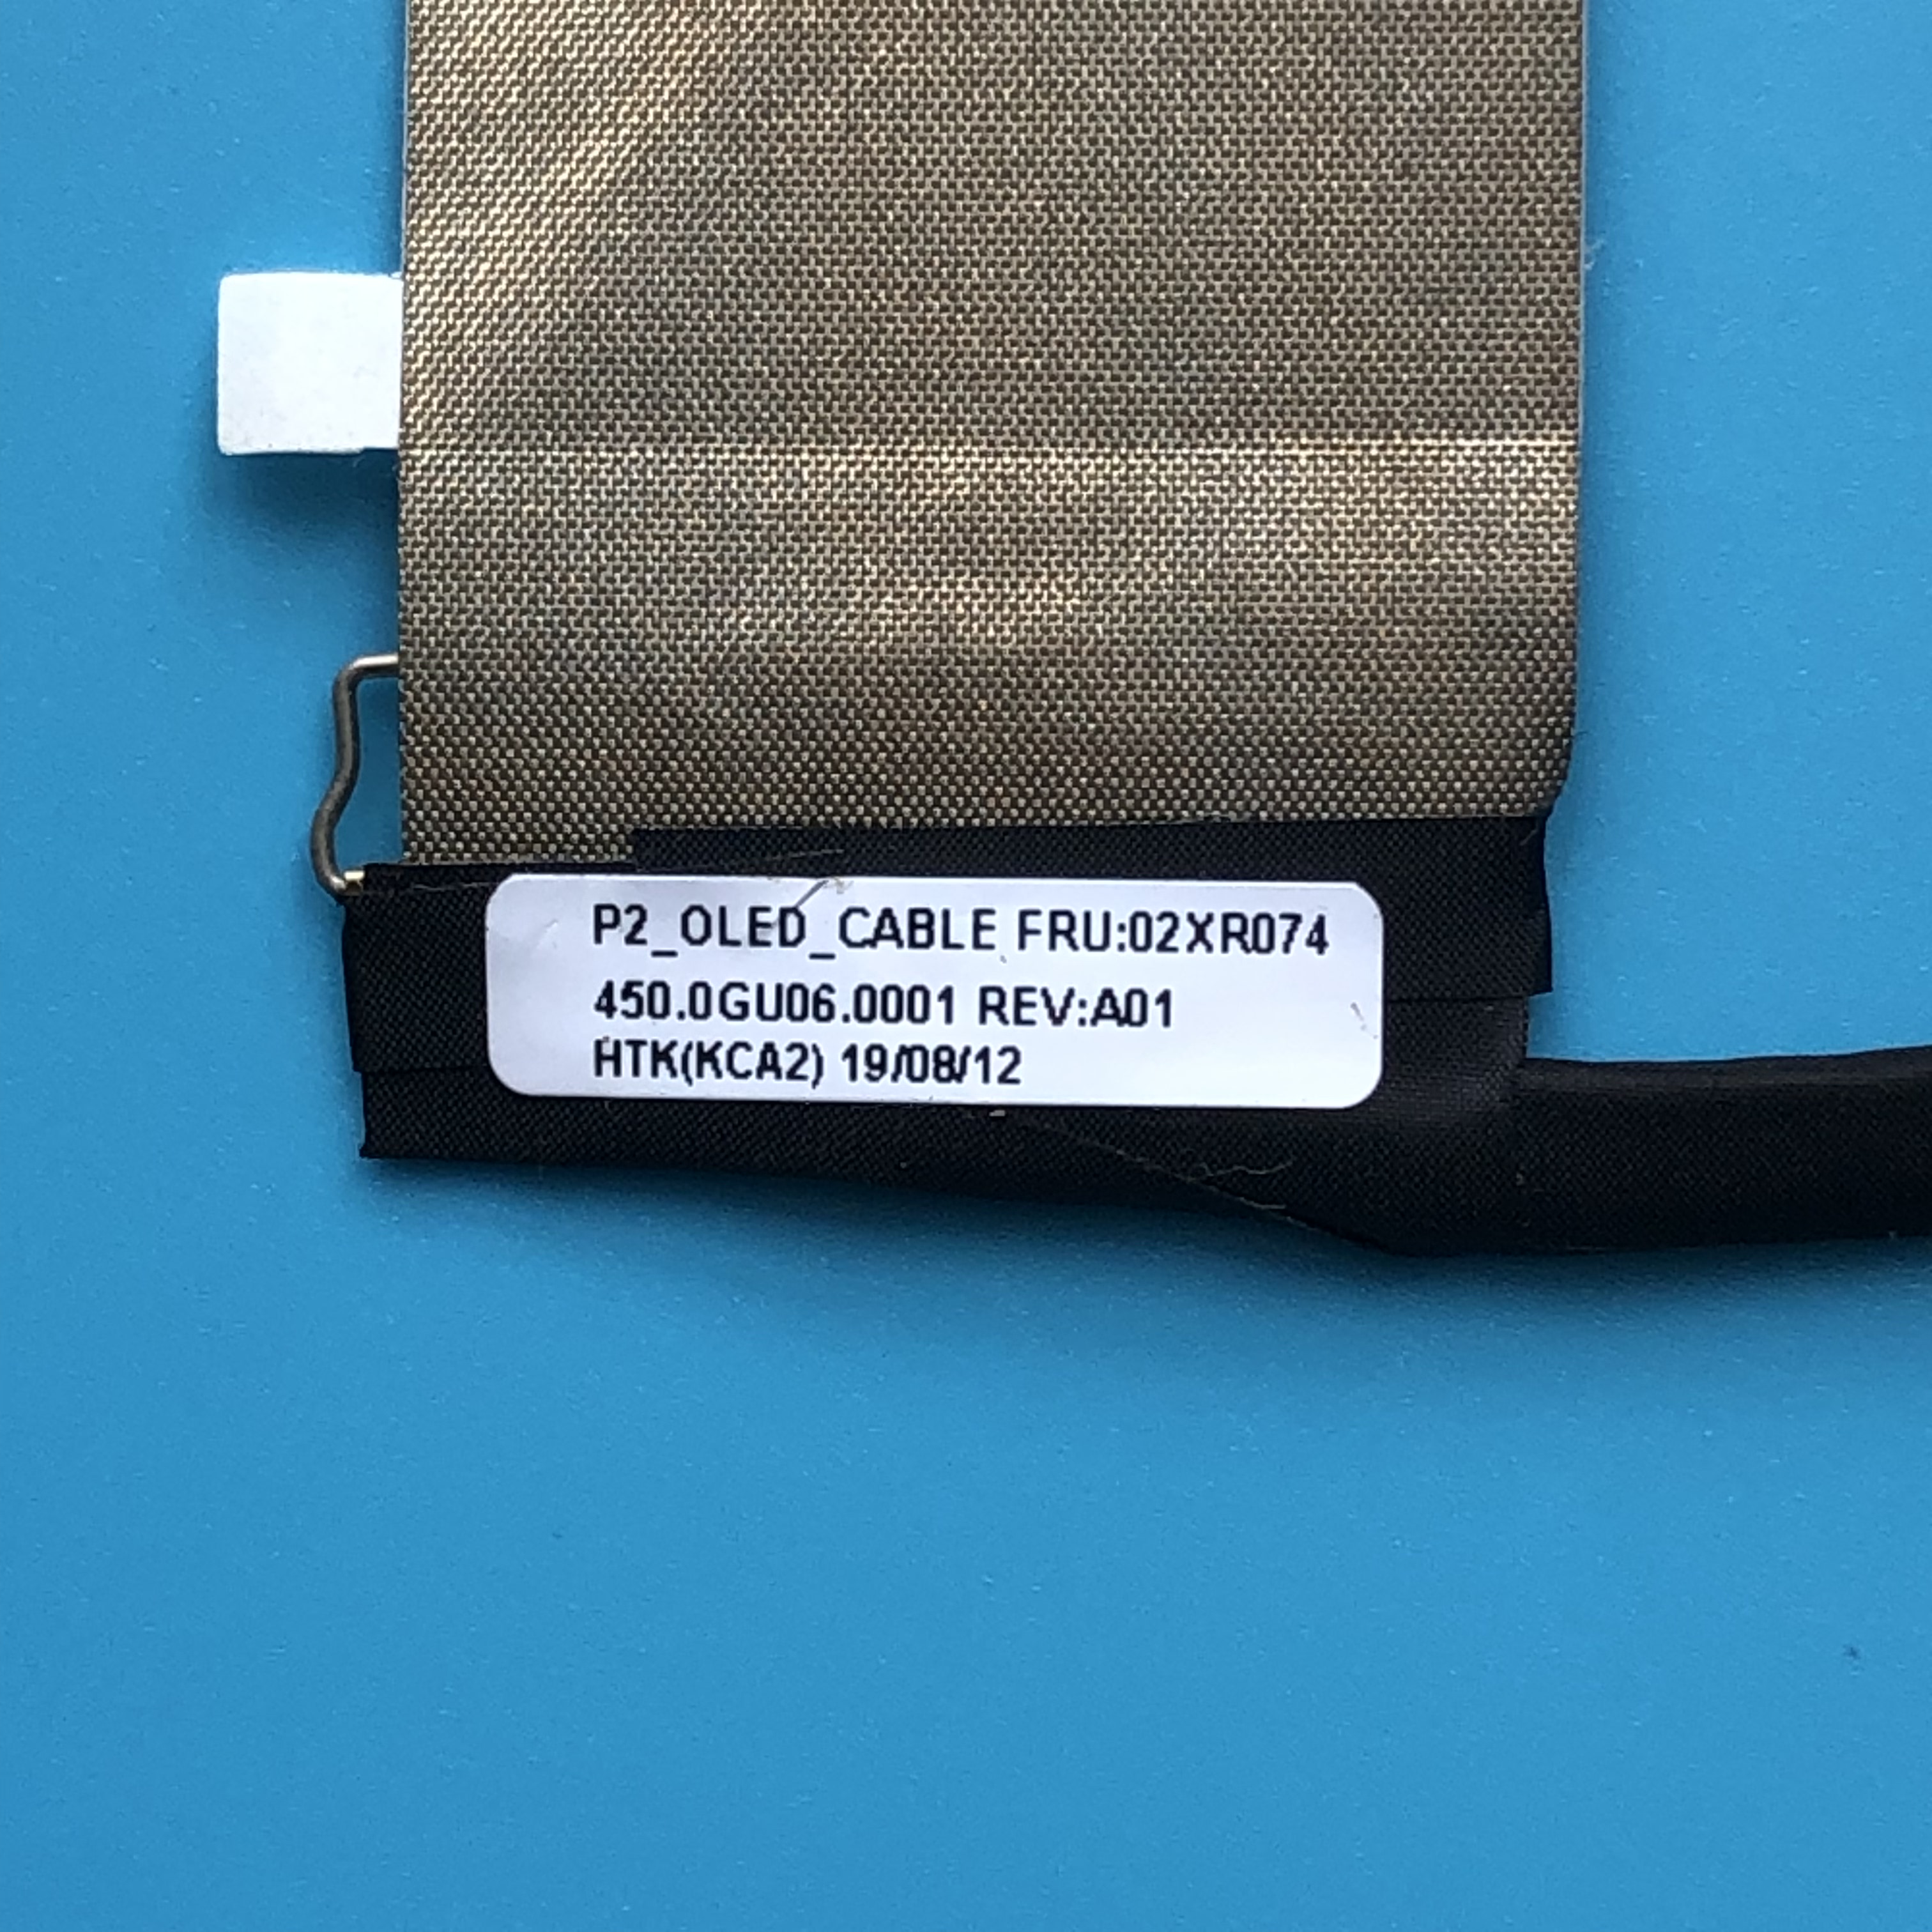 P2_OLED_CABLE FRU:02XR074
450.0GU06.0001 REV:A01
HTK(KCA2) 19/08/12